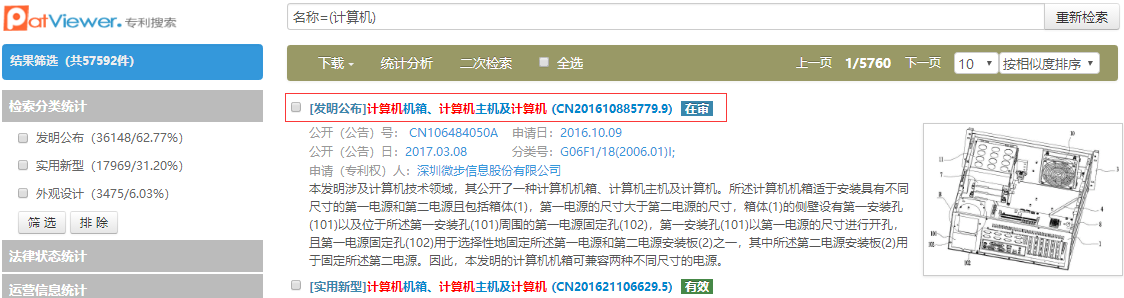 PatViewer. 专利搜索
名称=(计算机)
重新检索
结果筛选（共57592件）
下载
统计分析
二次检索
全选
上一页
1/5760
下一页
10
按相似度排序
检索分类统计
发明公布（36148/62.77%）
实用新型（17969/31.20%）
外观设计（3475/6.03%）
筛 选
排 除
法律状态统计
运营信息统计
[发明公布]计算机机箱、计算机主机及计算机 (CN201610885779.9) 在审
公开（公告）号： CN106484050A 申请日：2016.10.09
公开（公告）日：2017.03.08 分类号：G06F1/18(2006.01)I;
申请（专利权）人：深圳微步信息股份有限公司
本发明涉及计算机技术领域，其公开了一种计算机机箱、计算机主机及计算机。所述计算机机箱适于安装具有不同
尺寸的第一电源和第二电源且包括箱体(1)，第一电源的尺寸大于第二电源的尺寸，箱体(1)的侧壁设有第一安装孔
(101)以及位于所述第一安装孔(101)周围的第一电源固定孔(102)，第一安装孔(101)以第一电源的尺寸进行开孔，
且第一电源固定孔(102)用于选择性地固定所述第一电源和第二电源安装板(2)之一，其中所述第二电源安装板(2)用
于固定所述第二电源。因此，本发明的计算机机箱可兼容两种不同尺寸的电源。
[实用新型]计算机机箱、计算机主机及计算机 (CN201621106629.5) 有效